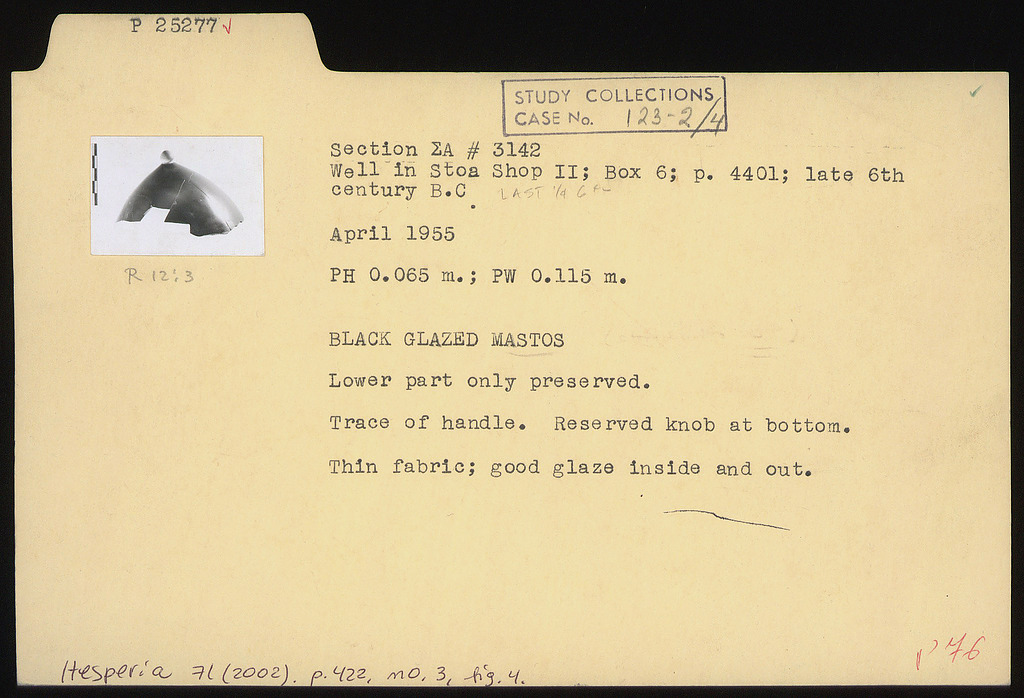 P 25277 ✓
STUDY COLLECTIONS
CASE No. 123-2/4
Section ΣA # 3142
Well in Stoa Shop II; Box 6; p. 4401; late 6th
century B.C. LAST 1/4 6
April 1955
R 12:3
PH 0.065 m.; PW 0.115 m.
BLACK GLAZED MASTOS
Lower part only preserved.
Trace of handle. Reserved knob at bottom.
Thin fabric; good glaze inside and out.
76
Hesperia 71 (2002). p. 422, no. 3, fig. 4.